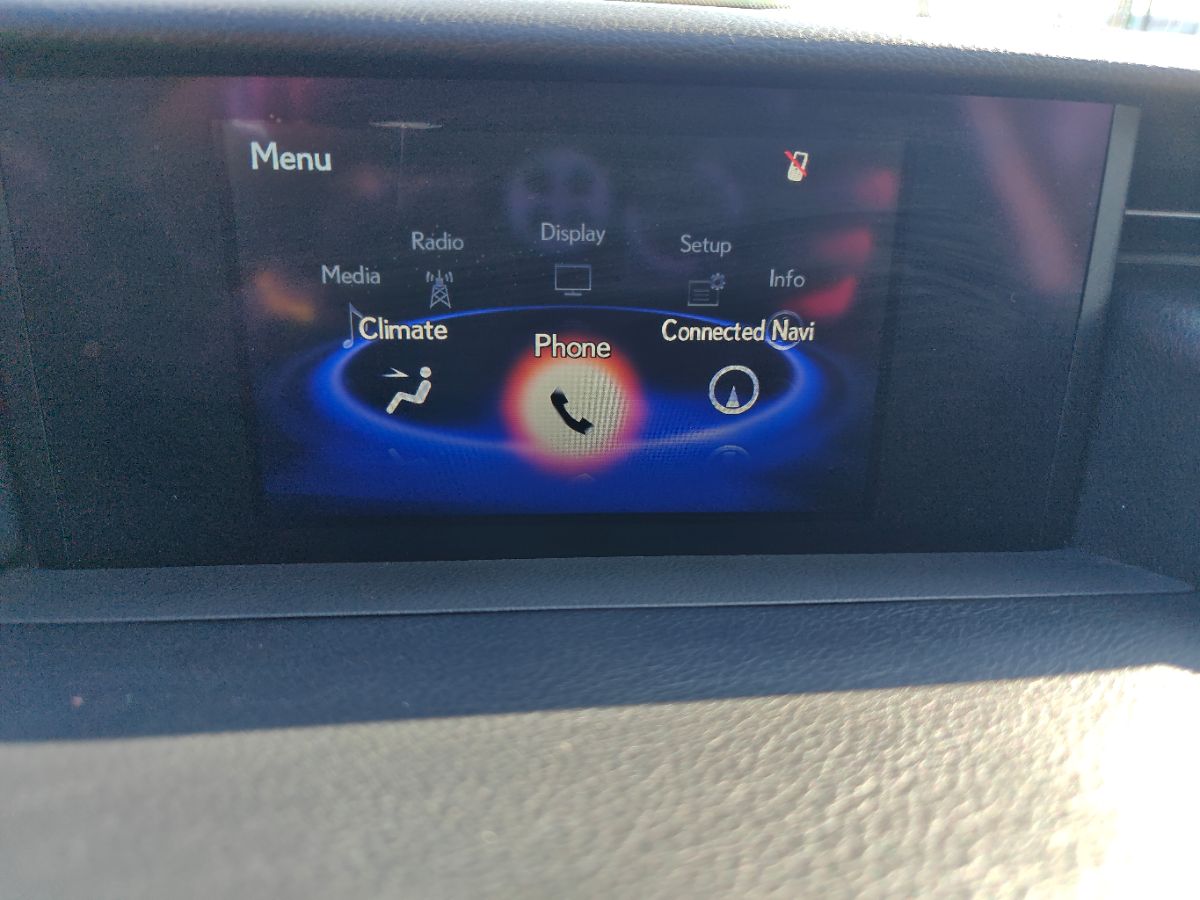 Menu
Radio
Display
Setup
Media
Info
Climate
Phone
Connected Navi